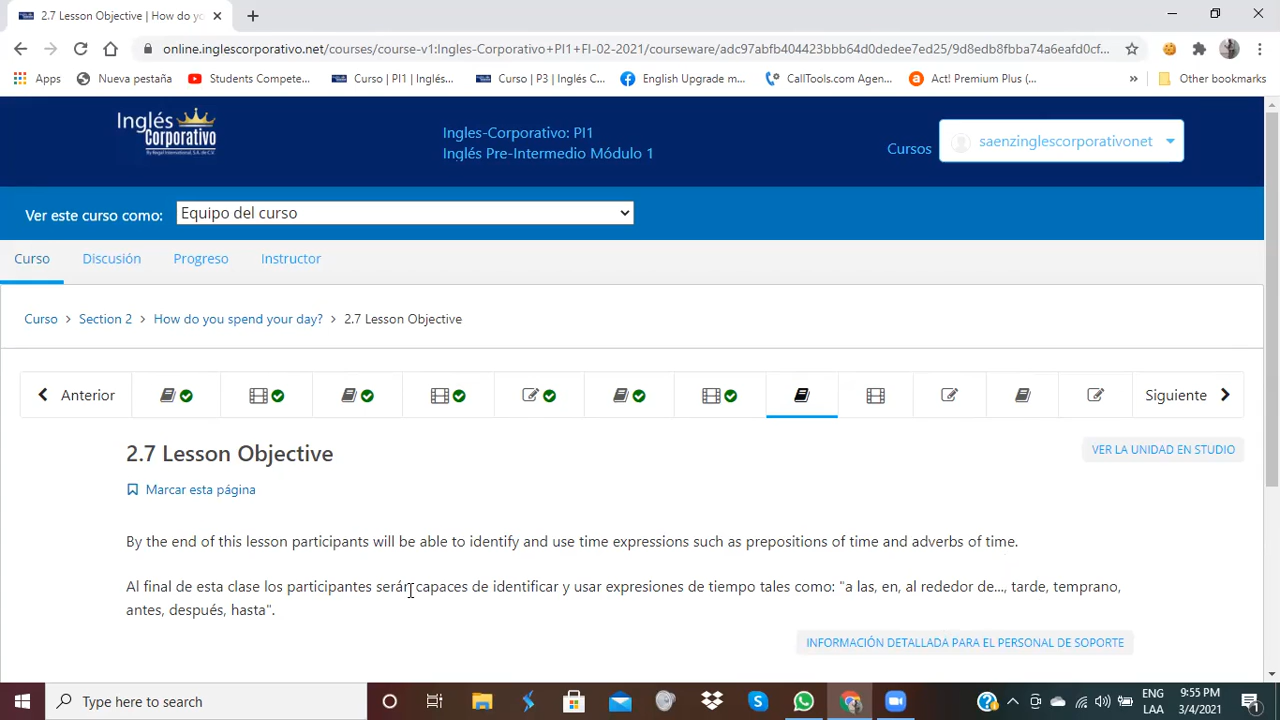 2.7 Lesson Objective | How do yo
online.inglescorporativo.net/courses/course-v1:Ingles-Corporativo+PI1+FI-02-2021/courseware/adc97abfb404423bbb64d0dedee7ed25/9d8edb8fbba74a6eafd0cf...
Apps
Nueva pestaña
Students Compete...
Curso | PI1 | Inglés...
Curso | P3 | Inglés C...
English Upgrade m...
CallTools.com Agen...
Act! Premium Plus (...
»
Other bookmarks
Inglés
Corporativo
By Regal International, S.A. de C.V.
Ingles-Corporativo: PI1
Inglés Pre-Intermedio Módulo 1
Cursos
saenzinglescorporativonet
Ver este curso como:
Equipo del curso
Curso
Discusión
Progreso
Instructor
Curso > Section 2 > How do you spend your day? > 2.7 Lesson Objective
Anterior
Siguiente
2.7 Lesson Objective
VER LA UNIDAD EN STUDIO
Marcar esta página
By the end of this lesson participants will be able to identify and use time expressions such as prepositions of time and adverbs of time.
Al final de esta clase los participantes serán capaces de identificar y usar expresiones de tiempo tales como: "a las, en, al rededor de..., tarde, temprano,
antes, después, hasta".
INFORMACIÓN DETALLADA PARA EL PERSONAL DE SOPORTE
Type here to search
ENG
LAA
9:55 PM
3/4/2021
1